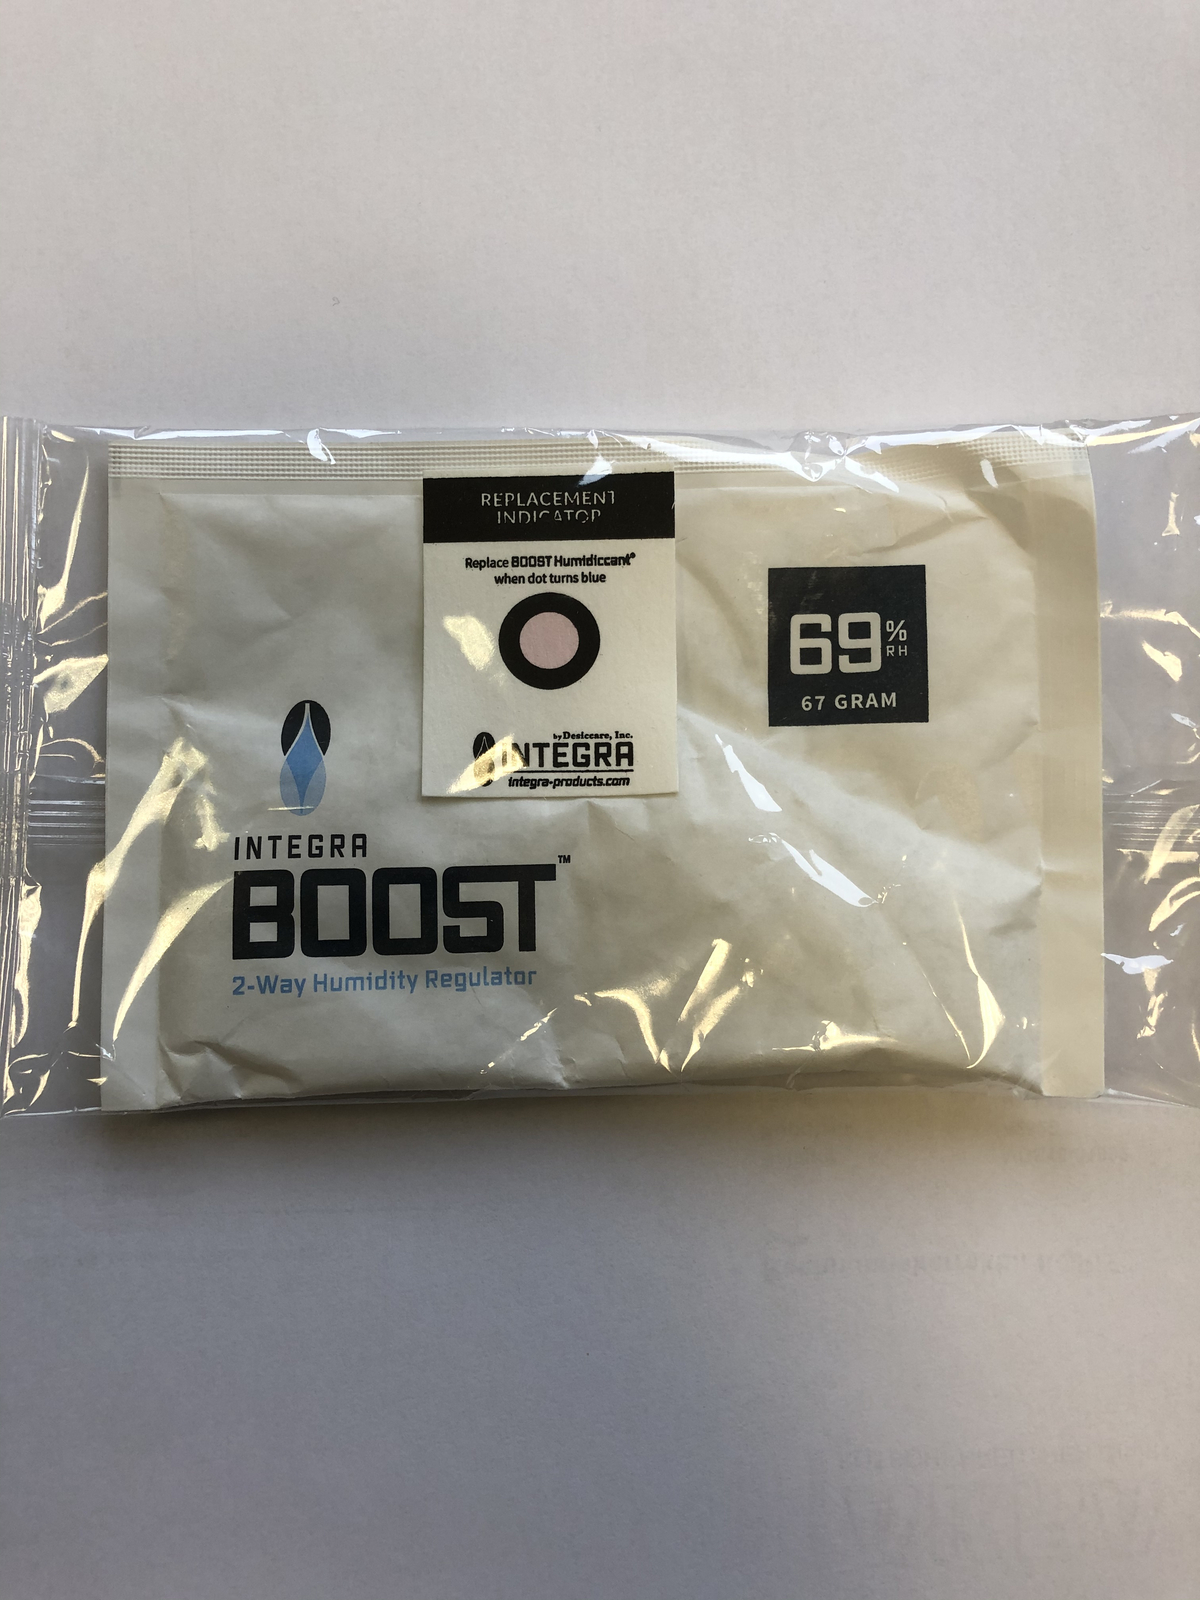 REPLACEMENT
INDICATOR
Replace BOOST Humidiccant®
when dot turns blue
by Desiccare, Inc.
INTEGRA
integra-products.com
69% RH
67 GRAM
INTEGRA
BOOST™
2-Way Humidity Regulator